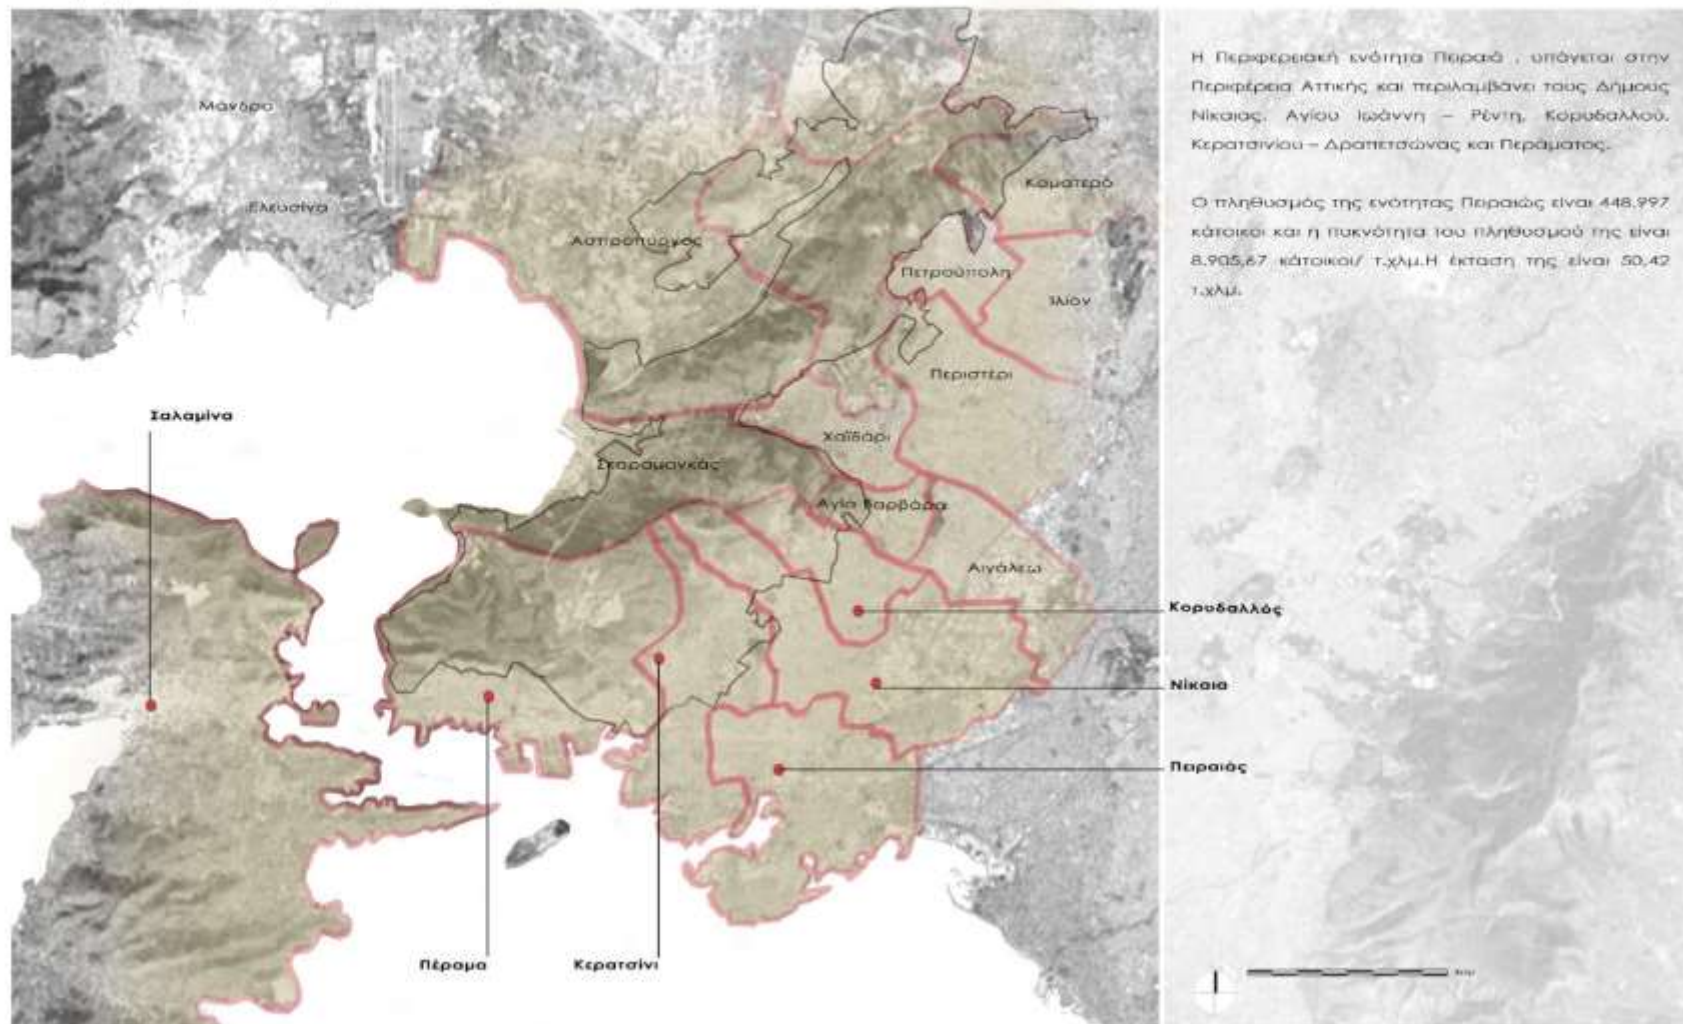 Η Περιφερειακή ενότητα Πειραιά , υπάγεται στην
Περιφέρεια Αττικής και περιλαμβάνει τους Δήμους
Νίκαιας, Αγίου Ιωάννη – Ρέντη, Κορυδαλλού,
Κερατσινίου – Δραπετσώνας και Περάματος.
Ο πληθυσμός της ενότητας Πειραιώς είναι 448.997
κάτοικοι και η πυκνότητα του πληθυσμού της είναι
8.905,67 κάτοικοι/ τ.χλμ.Η έκταση της είναι 50,42
τ.χλμ.
Μάνδρα
Ελευσίνα
Ασπρόπυργος
Καματερό
Πετρούπολη
Ίλιον
Περιστέρι
Σαλαμίνα
Χαϊδάρι
Σκαραμανκάς
Αγία Βαρβάρα
Αιγάλεω
Κορυδαλλός
Νίκαια
Πειραιάς
Πέραμα
Κερατσίνι